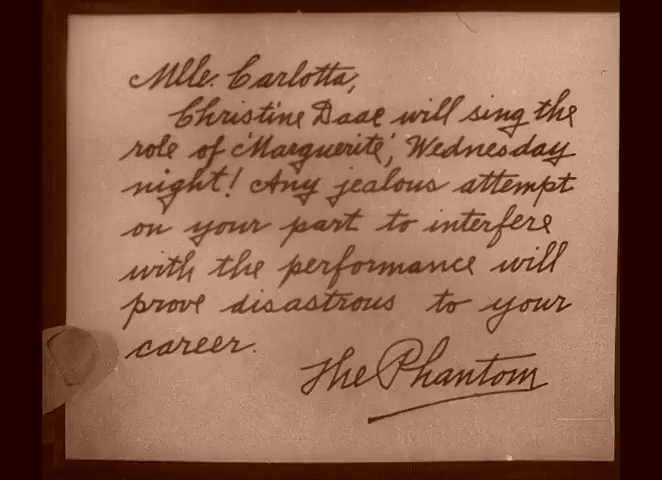 Mlle. Carlotta,
Christine Daae will sing the
role of 'Marguerite', Wednesday
night! Any jealous attempt
on your part to interfere
with the performance will
prove disastrous to your
career.
The Phantom